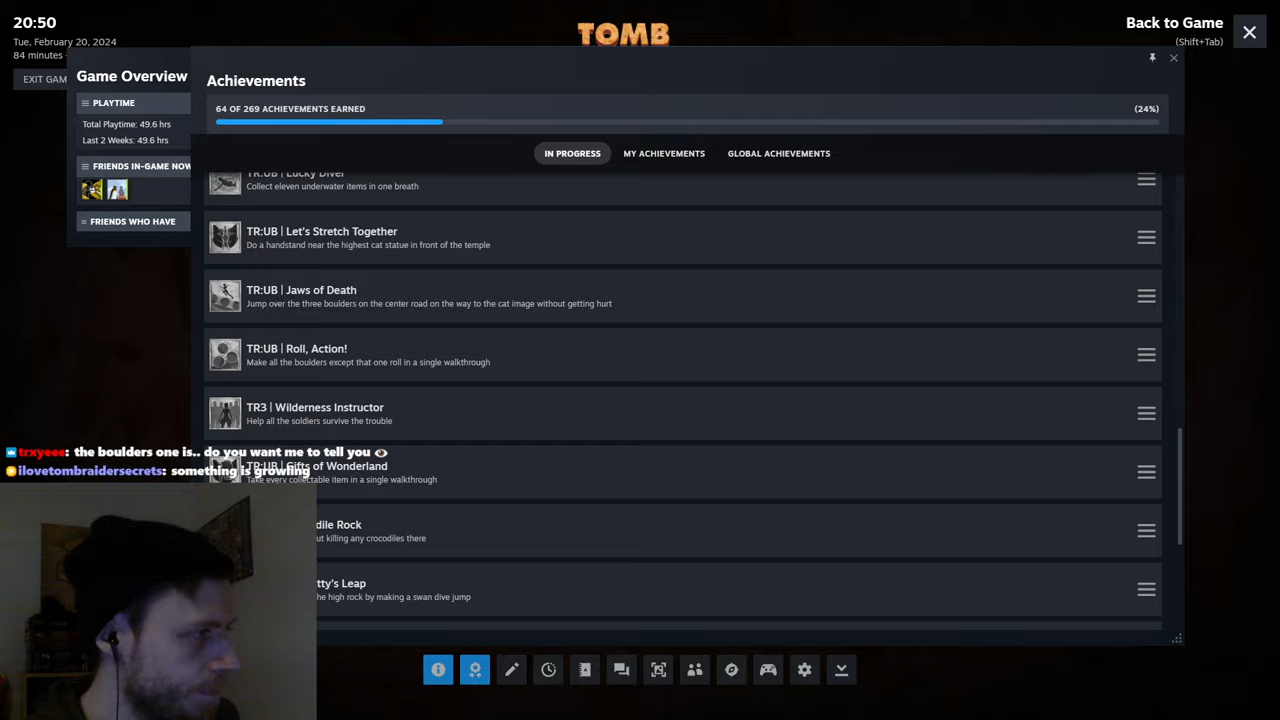 20:50
Tue, February 20, 2024
84 minutes -
EXIT GAM
TOMB
Back to Game
(Shift+Tab)
Game Overview
PLAYTIME
Total Playtime: 49.6 hrs
Last 2 Weeks: 49.6 hrs
FRIENDS IN-GAME NOW
FRIENDS WHO HAVE
Achievements
64 OF 269 ACHIEVEMENTS EARNED
(24%)
IN PROGRESS
MY ACHIEVEMENTS
GLOBAL ACHIEVEMENTS
TR:UB | Lucky Diver
Collect eleven underwater items in one breath
TR:UB | Let's Stretch Together
Do a handstand near the highest cat statue in front of the temple
TR:UB | Jaws of Death
Jump over the three boulders on the center road on the way to the cat image without getting hurt
TR:UB | Roll, Action!
Make all the boulders except that one roll in a single walkthrough
TR3 | Wilderness Instructor
Help all the soldiers survive the trouble
trxyeee: the boulders one is.. do you want me to tell you
ilovetombraidersecrets: something is growling
TR:UB | Gifts of Wonderland
Take every collectable item in a single walkthrough
dile Rock
ut killing any crocodiles there
tty's Leap
he high rock by making a swan dive jump